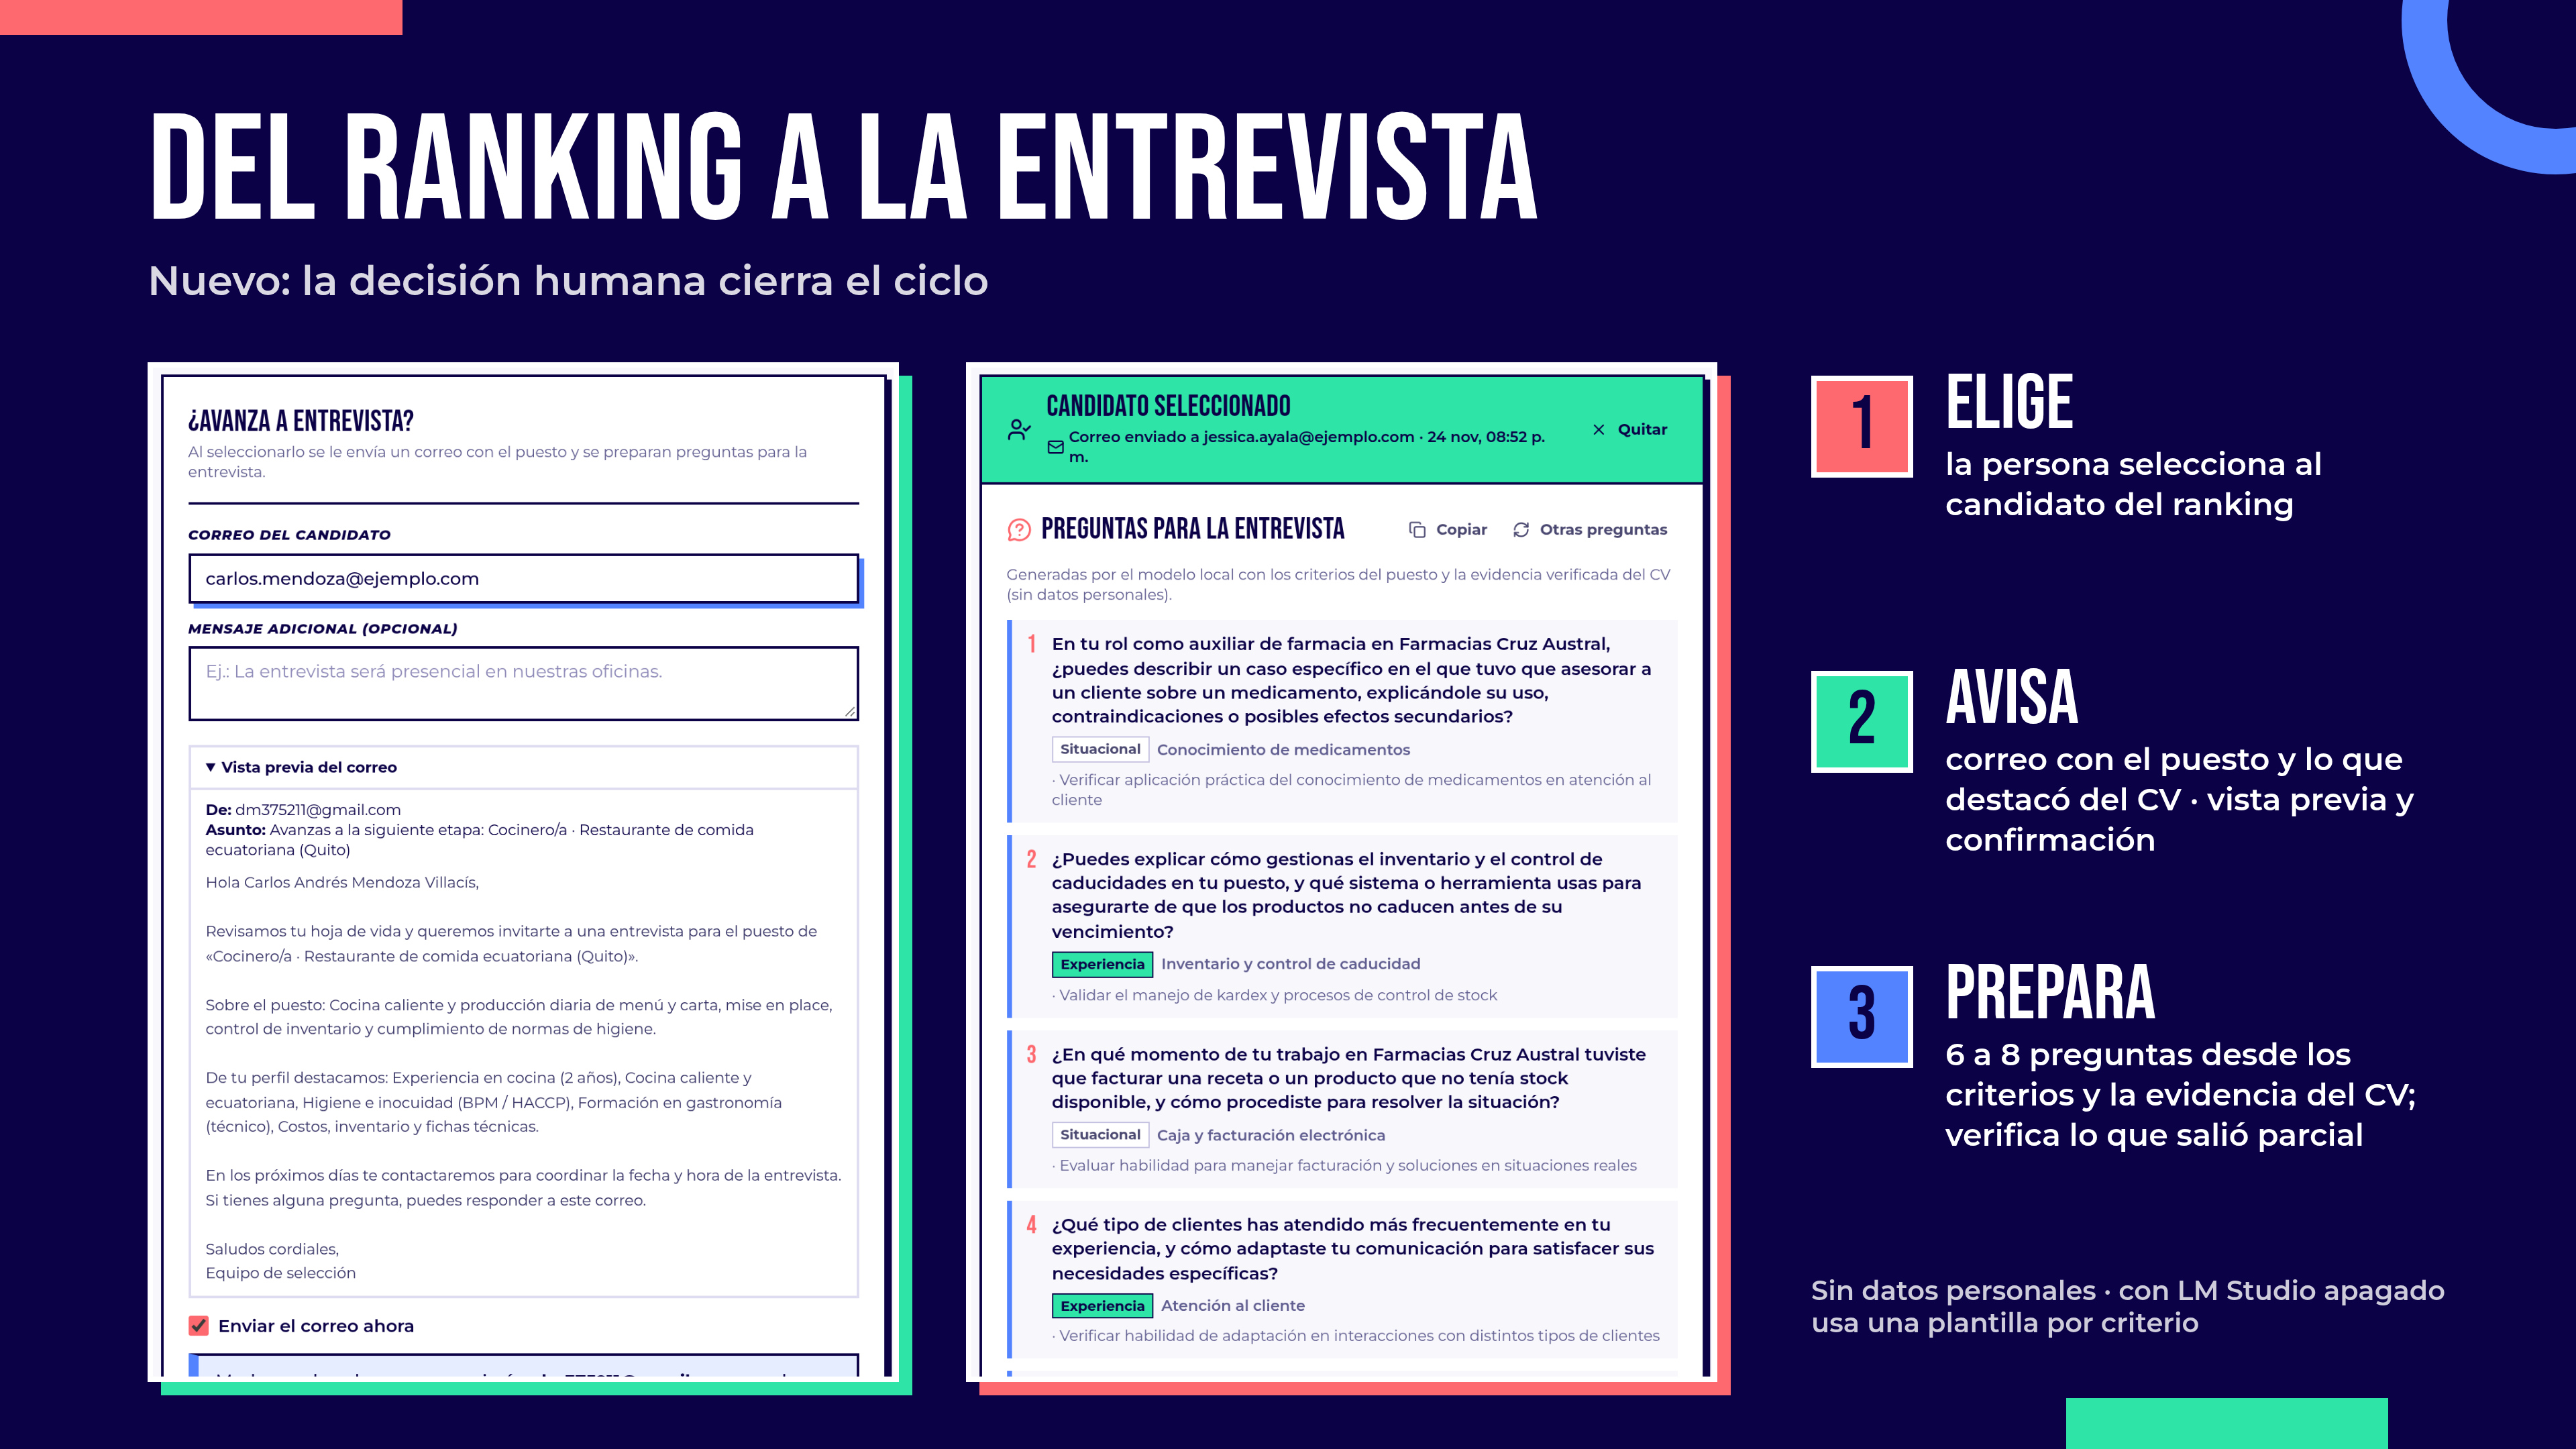 DEL RANKING A LA ENTREVISTA
Nuevo: la decisión humana cierra el ciclo
¿AVANZA A ENTREVISTA?
Al seleccionarlo se le envía un correo con el puesto y se preparan preguntas para la
entrevista.
CORREO DEL CANDIDATO
carlos.mendoza@ejemplo.com
MENSAJE ADICIONAL (OPCIONAL)
Ej.: La entrevista será presencial en nuestras oficinas.
▼ Vista previa del correo
De: dm375211@gmail.com
Asunto: Avanzas a la siguiente etapa: Cocinero/a · Restaurante de comida
ecuatoriana (Quito)
Hola Carlos Andrés Mendoza Villacís,
Revisamos tu hoja de vida y queremos invitarte a una entrevista para el puesto de
«Cocinero/a · Restaurante de comida ecuatoriana (Quito)».
Sobre el puesto: Cocina caliente y producción diaria de menú y carta, mise en place,
control de inventario y cumplimiento de normas de higiene.
De tu perfil destacamos: Experiencia en cocina (2 años), Cocina caliente y
ecuatoriana, Higiene e inocuidad (BPM / HACCP), Formación en gastronomía
(técnico), Costos, inventario y fichas técnicas.
En los próximos días te contactaremos para coordinar la fecha y hora de la entrevista.
Si tienes alguna pregunta, puedes responder a este correo.
Saludos cordiales,
Equipo de selección
Enviar el correo ahora
CANDIDATO SELECCIONADO
Correo enviado a jessica.ayala@ejemplo.com · 24 nov, 08:52 p.
m.
Quitar
PREGUNTAS PARA LA ENTREVISTA
Copiar
Otras preguntas
Generadas por el modelo local con los criterios del puesto y la evidencia verificada del CV
(sin datos personales).
1 En tu rol como auxiliar de farmacia en Farmacias Cruz Austral,
¿puedes describir un caso específico en el que tuvo que asesorar a
un cliente sobre un medicamento, explicándole su uso,
contraindicaciones o posibles efectos secundarios?
Situacional Conocimiento de medicamentos
· Verificar aplicación práctica del conocimiento de medicamentos en atención al
cliente
2 ¿Puedes explicar cómo gestionas el inventario y el control de
caducidades en tu puesto, y qué sistema o herramienta usas para
asegurarte de que los productos no caducen antes de su
vencimiento?
Experiencia Inventario y control de caducidad
· Validar el manejo de kardex y procesos de control de stock
3 ¿En qué momento de tu trabajo en Farmacias Cruz Austral tuviste
que facturar una receta o un producto que no tenía stock
disponible, y cómo procediste para resolver la situación?
Situacional Caja y facturación electrónica
· Evaluar habilidad para manejar facturación y soluciones en situaciones reales
4 ¿Qué tipo de clientes has atendido más frecuentemente en tu
experiencia, y cómo adaptaste tu comunicación para satisfacer sus
necesidades específicas?
Experiencia Atención al cliente
· Verificar habilidad de adaptación en interacciones con distintos tipos de clientes
1 ELIGE
la persona selecciona al
candidato del ranking
2 AVISA
correo con el puesto y lo que
destacó del CV · vista previa y
confirmación
3 PREPARA
6 a 8 preguntas desde los
criterios y la evidencia del CV;
verifica lo que salió parcial
Sin datos personales · con LM Studio apagado
usa una plantilla por criterio